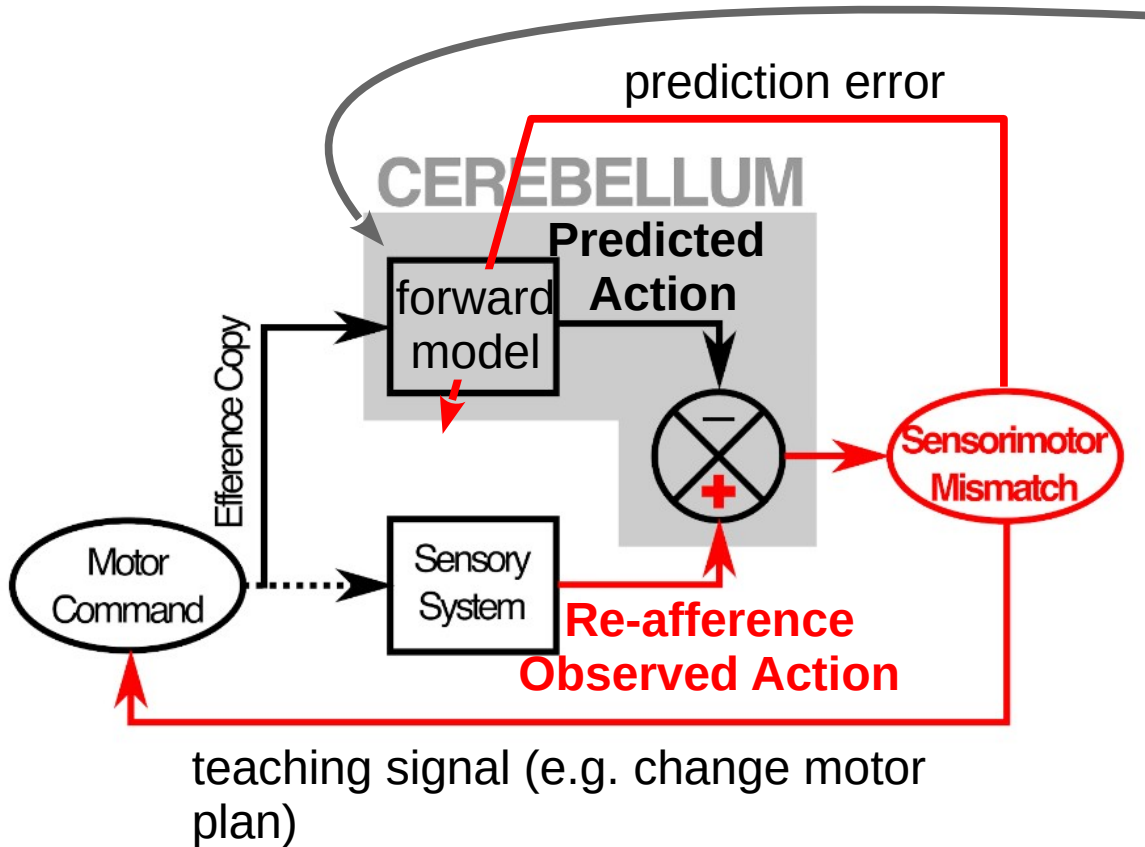 prediction error
CEREBELLUM
Predicted
Action
forward
model
Efference Copy
−
+
Sensorimotor
Mismatch
Motor
Command
Sensory
System
Re-afference
Observed Action
teaching signal (e.g. change motor
plan)